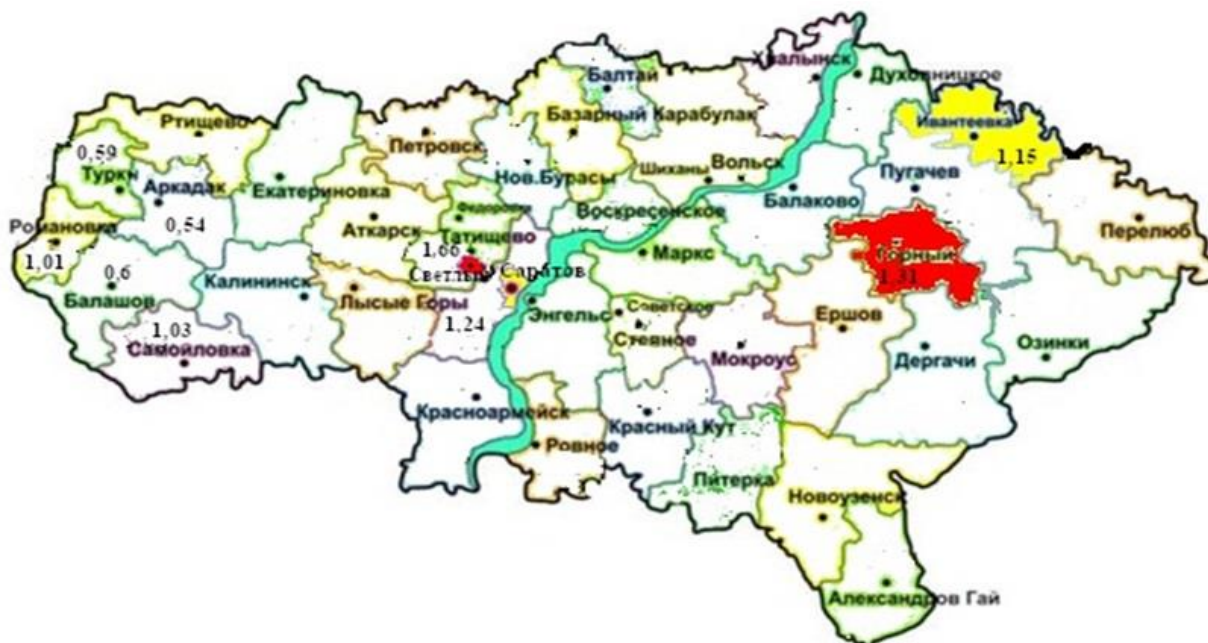 Хвалынск
Балтай
Духовницкое
Ртищево
Базарный Карабулак
Ивантеевка
Петровск
0,59
1,15
Турки
Шиханы
Вольск
Аркадак
Екатериновка
Нов.Бурасы
Балаково
Пугачев
0,54
Федоровка
Воскресенское
Романовка
Аткарск
Татищево
Перелюб
1,66
Маркс
Горный
1,01
Светлый
Саратов
0,6
1,31
Балашов
Калининск
Лысые Горы
Энгельс
Советское
1,24
Ершов
1,03
Степное
Самойловка
Мокроус
Озинки
Дергачи
Красноармейск
Красный Кут
Ровное
Питерка
Новоузенск
Александров Гай